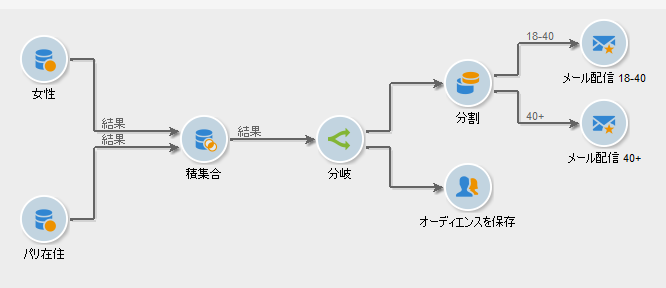 女性
結果
結果
パリ在住
積集合
結果
分岐
分割
18-40
メール配信 18-40
40+
メール配信 40+
オーディエンスを保存